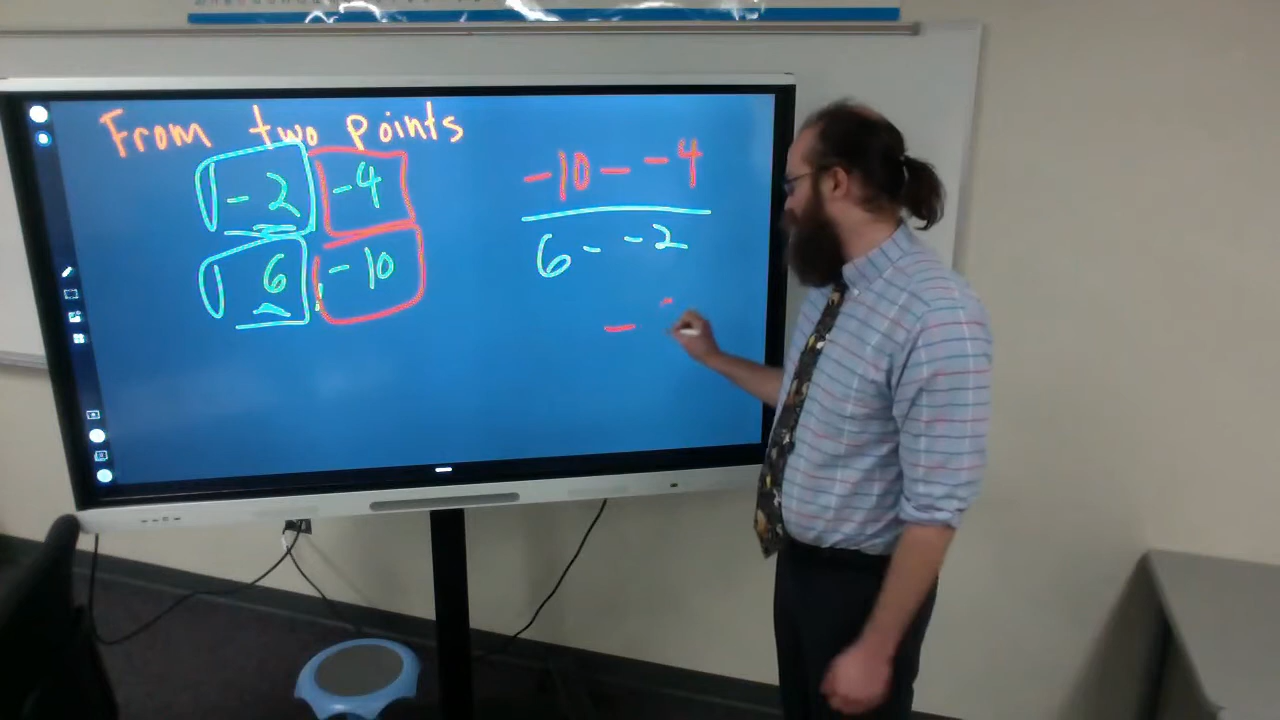 From two points
-2 -4
6 -10
-10 - -4
6 - -2
-